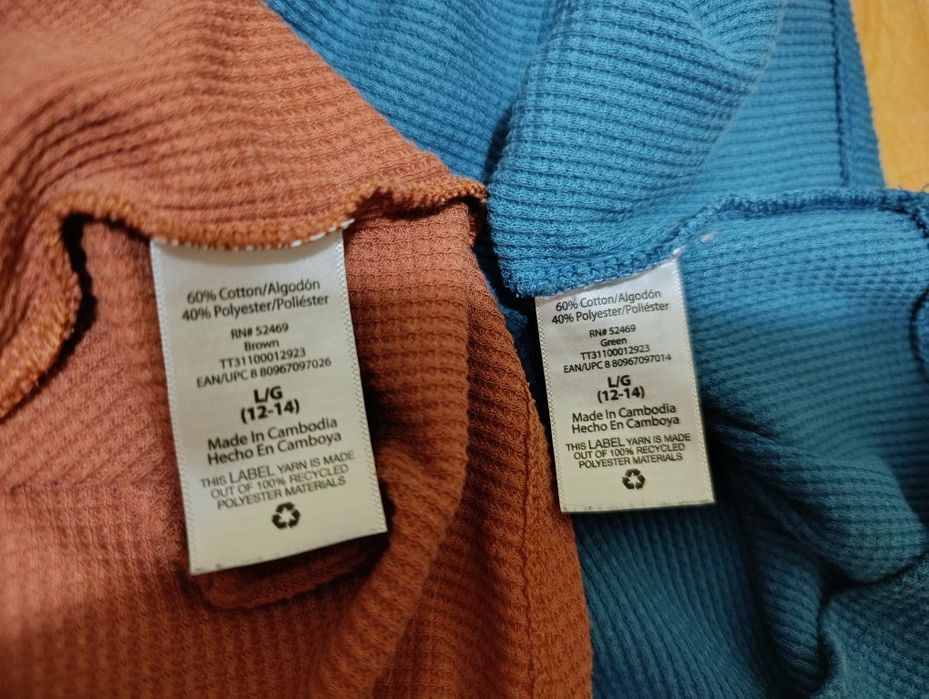 60% Cotton/Algodón
40% Polyester/Poliéster
RN# 52469
Brown
TT31100012923
EAN/UPC 8 80967097026
L/G
(12-14)
Made In Cambodia
Hecho En Camboya
THIS LABEL YARN IS MADE
OUT OF 100% RECYCLED
POLYESTER MATERIALS
60% Cotton/Algodón
40% Polyester/Poliéster
RN# 52469
Green
TT31100012923
EAN/UPC 8 80967097014
L/G
(12-14)
Made In Cambodia
Hecho En Camboya
THIS LABEL YARN IS MADE
OUT OF 100% RECYCLED
POLYESTER MATERIALS